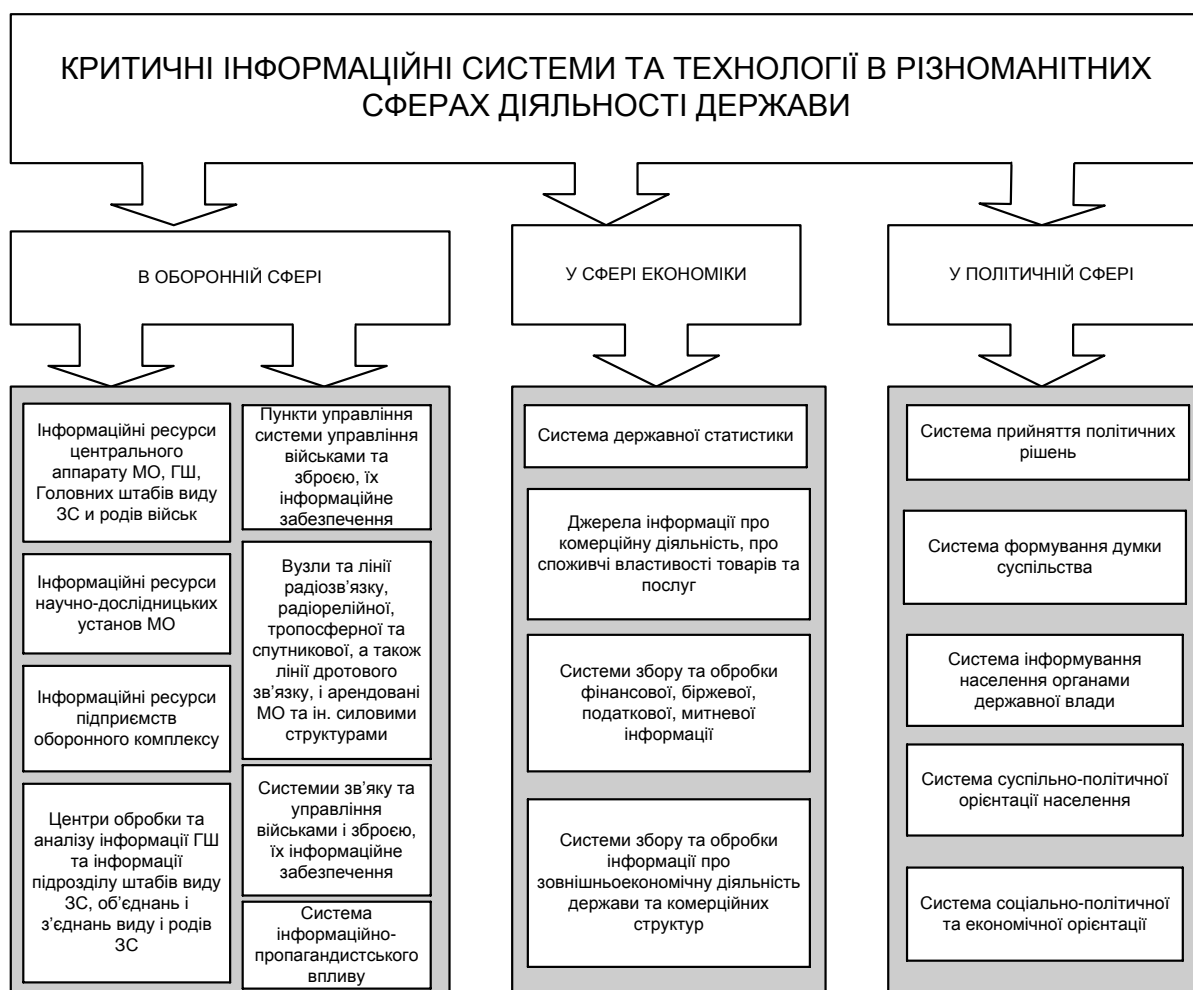 КРИТИЧНІ ІНФОРМАЦІЙНІ СИСТЕМИ ТА ТЕХНОЛОГІЇ В РІЗНОМАНІТНИХ
СФЕРАХ ДІЯЛЬНОСТІ ДЕРЖАВИ
В ОБОРОННІЙ СФЕРІ
У СФЕРІ ЕКОНОМІКИ
У ПОЛІТИЧНІЙ СФЕРІ
Інформаційні ресурси
центрального
аппарату МО, ГШ,
Головних штабів виду
ЗС и родів військ
Інформаційні ресурси
научно-дослідницьких
установ МО
Інформаційні ресурси
підприємств
оборонного комплексу
Центри обробки та
аналізу інформації ГШ
та інформації
підрозділу штабів виду
ЗС, об’єднань і
з’єднань виду і родів
ЗС
Пункти управління
системи управління
військами та
зброєю, їх
інформаційне
забезпечення
Вузли та лінії
радіозв’язку,
радіорелійної,
тропосферної та
спутникової, а також
лінії дротового
зв’язку, і арендовані
МО та ін. силовими
структурами
Системии зв’яку та
управління
військами і зброєю,
їх інформаційне
забезпечення
Система
інформаційно-
пропагандистського
впливу
Система державної статистики
Джерела інформації про
комерційну діяльність, про
споживчі властивості товарів та
послуг
Системи збору та обробки
фінансової, біржевої,
податкової, митневої
інформації
Системи збору та обробки
інформації про
зовнішньоекономічну діяльність
держави та комерційних
структур
Система прийняття політичних
рішень
Система формування думки
суспільства
Система інформування
населення органами
державної влади
Система суспільно-політичної
орієнтації населення
Система соціально-політичної
та економічної орієнтації